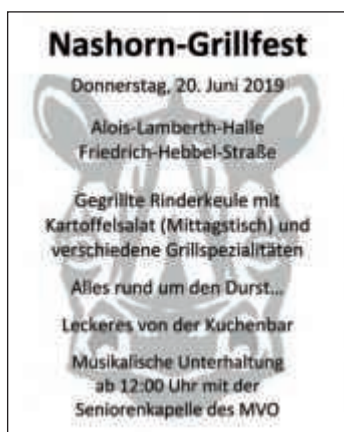 Nashorn-Grillfest
Donnerstag, 20. Juni 2019
Alois-Lamberth-Halle
Friedrich-Hebbel-Straße
Gegrillte Rinderkeule mit
Kartoffelsalat (Mittagstisch) und
verschiedene Grillspezialitäten
Alles rund um den Durst...
Leckeres von der Kuchenbar
Musikalische Unterhaltung
ab 12:00 Uhr mit der
Seniorenkapelle des MVO